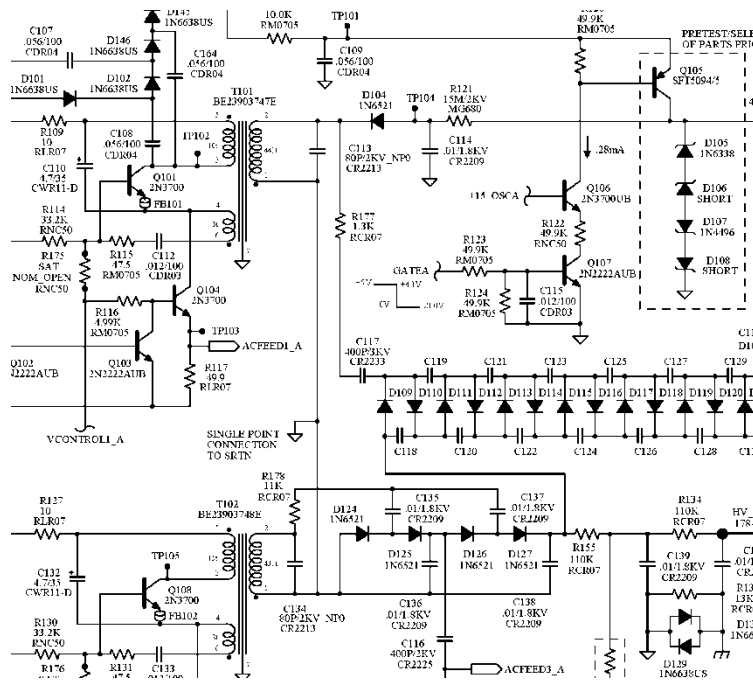 C107
.056/100
CDR04
D145
1N6638US
D146
1N6638US
C164
.056/100
CDR04
10.0K
RM0705
TP101
C109
.056/100
CDR04
49.9K
RM0705
PRETEST/SELE
OF PARTS PRIO
Q105
SFT5094/5
D101
D102
1N6638US
T101
BE23903747E
D104
1N6521
TP104
R121
15M/2KV
MG680
R109
10
RLR07
C108
.056/100
CDR04
TP102
C113
80P/2KV_NP0
CR2213
C114
.01/1.8KV
CR2209
.28mA
D105
1N6338
C110
4.7/35
CWR11-D
Q101
2N3700
FB101
+15_OSCA
Q106
2N3700UB
D106
SHORT
R114
33.2K
RNC50
R177
1.3K
RCR07
R122
49.9K
RNC50
D107
1N4496
R175
SAT
NOM_OPEN
RNC50
R115
47.5
RM0705
C112
.012/100
CDR03
R123
49.9K
RM0705
GATEA
Q107
2N2222AUB
D108
SHORT
R116
4.99K
RM0705
Q104
2N3700
R124
49.9K
RM0705
C115
.012/100
CDR03
TP103
ACFEED1_A
Q102
2N2222AUB
Q103
2N2222AUB
R117
49.9
RLR07
C117
400P/3KV
CR2233
C119
C121
C123
C125
C127
C129
D109
D110
D111
D112
D113
D114
D115
D116
D117
D118
D119
D120
C118
C120
C122
C124
C126
C128
VCONTROL1_A
SINGLE POINT
CONNECTION
TO SRTN
R127
10
RLR07
T102
BE23903748E
R178
11K
RCR07
D124
1N6521
C135
.01/1.8KV
CR2209
C137
.01/1.8KV
CR2209
R134
110K
RCR07
HV_
TP105
C132
4.7/35
CWR11-D
Q108
2N3700
FB102
D125
1N6521
D126
1N6521
D127
1N6521
R155
110K
RCR07
C139
.01/1.8KV
CR2209
C134
80P/2KV_NP0
CR2213
C136
.01/1.8KV
CR2209
C138
.01/1.8KV
CR2209
R130
33.2K
RNC50
C116
400P/2KV
CR2225
D129
1N6638US
R176
R131
47.5
C133
ACFEED3_A